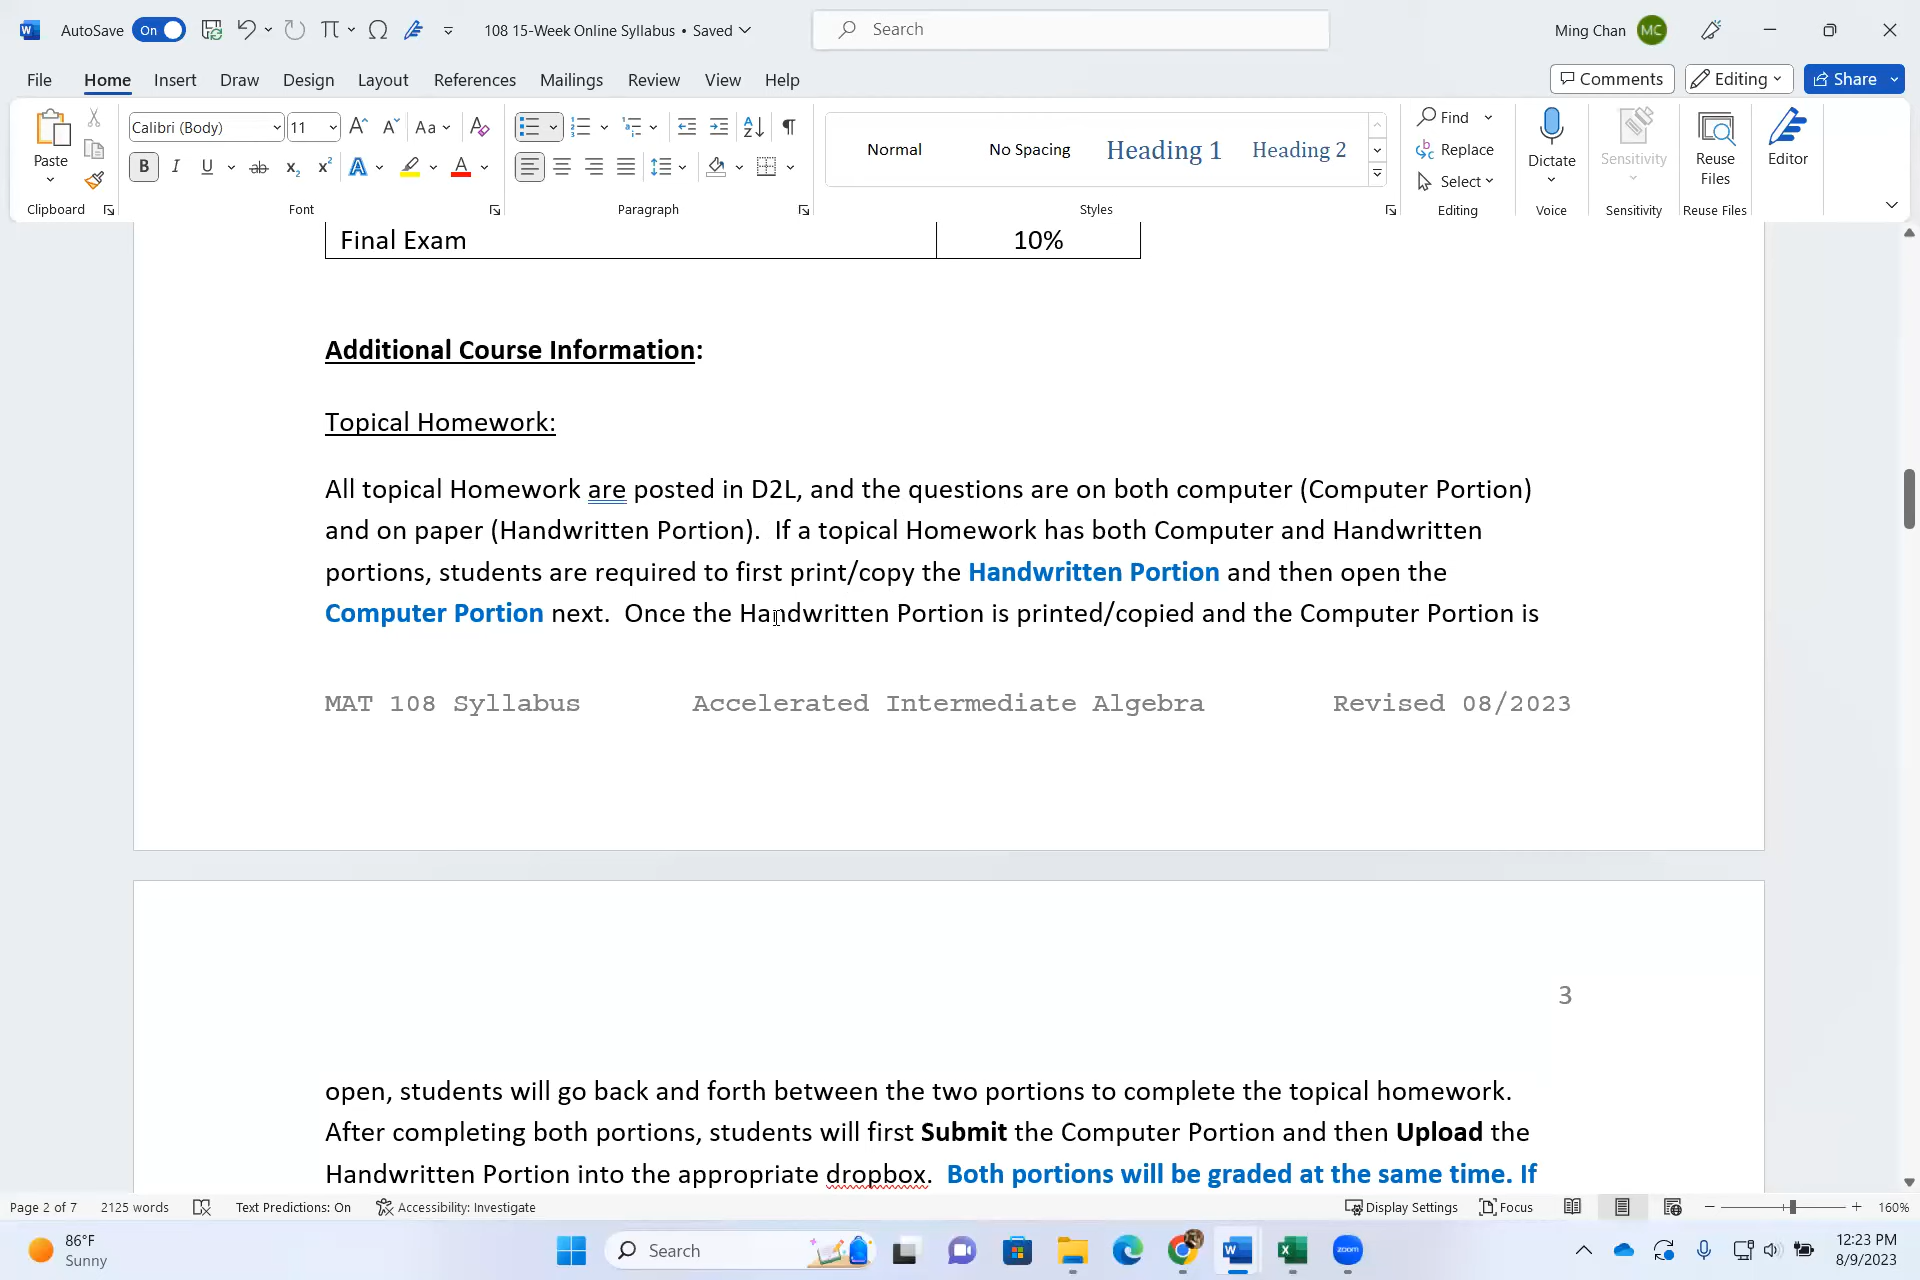 AutoSave On 108 15-Week Online Syllabus • Saved Search Ming Chan MC
File Home Insert Draw Design Layout References Mailings Review View Help Comments Editing Share
Paste Calibri (Body) 11 Aa Normal No Spacing Heading 1 Heading 2 Find Replace Select Dictate Sensitivity Reuse Files Editor
Clipboard Font Paragraph Styles Editing Voice Sensitivity Reuse Files
Final Exam 10%
Additional Course Information:
Topical Homework:
All topical Homework are posted in D2L, and the questions are on both computer (Computer Portion)
and on paper (Handwritten Portion).  If a topical Homework has both Computer and Handwritten
portions, students are required to first print/copy the Handwritten Portion and then open the
Computer Portion next.  Once the Handwritten Portion is printed/copied and the Computer Portion is
MAT 108 Syllabus Accelerated Intermediate Algebra Revised 08/2023
3
open, students will go back and forth between the two portions to complete the topical homework.
After completing both portions, students will first Submit the Computer Portion and then Upload the
Handwritten Portion into the appropriate dropbox.  Both portions will be graded at the same time. If
Page 2 of 7 2125 words Text Predictions: On Accessibility: Investigate Display Settings Focus 160%
86°F Search zoom 12:23 PM
Sunny 8/9/2023